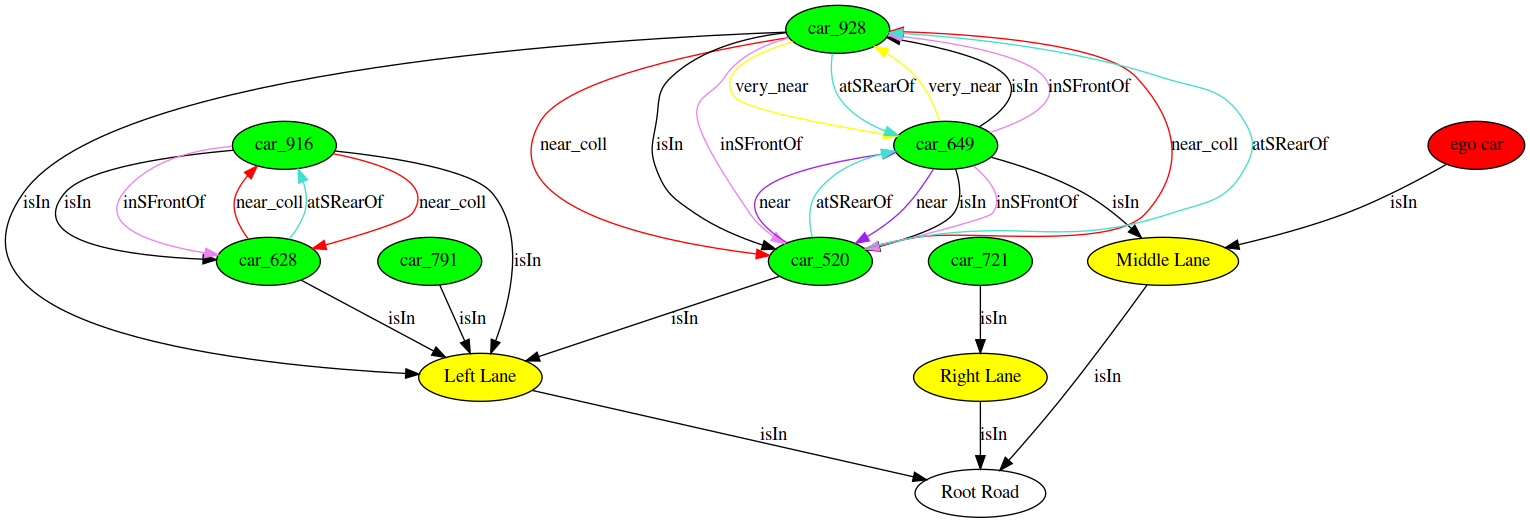 car_928
very_near
atSRearOf
very_near
isIn
inSFrontOf
car_916
near_coll
isIn
inSFrontOf
car_649
near_coll
atSRearOf
ego car
isIn
isIn
inSFrontOf
near_coll
atSRearOf
near_coll
near
atSRearOf
near
isIn
inSFrontOf
isIn
isIn
car_628
car_791
isIn
car_520
car_721
Middle Lane
isIn
isIn
isIn
isIn
Left Lane
Right Lane
isIn
isIn
isIn
Root Road